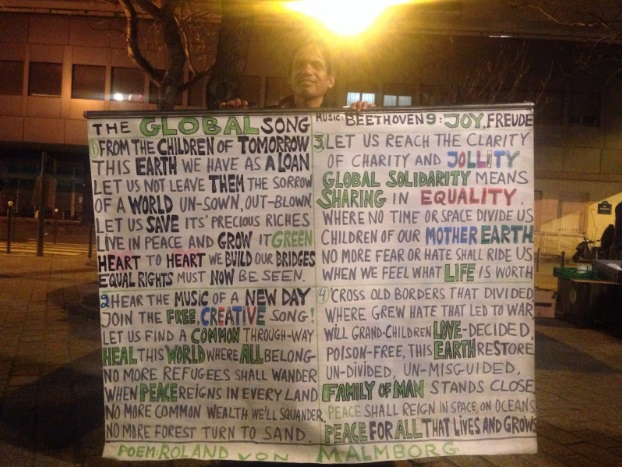 THE GLOBAL SONG
1) FROM THE CHILDREN OF TOMORROW
THIS EARTH WE HAVE AS A LOAN
LET US NOT LEAVE THEM THE SORROW
OF A WORLD UN-SOWN, OUT-BLOWN
LET US SAVE ITS' PRECIOUS RICHES
LIVE IN PEACE AND GROW IT GREEN
HEART TO HEART WE BUILD OUR BRIDGES
EQUAL RIGHTS MUST NOW BE SEEN.
2 HEAR THE MUSIC OF A NEW DAY
JOIN THE FREE, CREATIVE SONG!
LET US FIND A COMMON THROUGH-WAY
HEAL THIS WORLD WHERE ALL BELONG-
NO MORE REFUGEES SHALL WANDER
WHEN PEACE REIGNS IN EVERY LAND
NO MORE COMMON WEALTH WE'LL SQUANDER
NO MORE FOREST TURN TO SAND.
MUSIC: BEETHOVEN 9: JOY, FREUDE
3. LET US REACH THE CLARITY
OF CHARITY AND JOLLITY
GLOBAL SOLIDARITY MEANS
SHARING IN EQUALITY.
WHERE NO TIME OR SPACE DIVIDE US
CHILDREN OF OUR MOTHER EARTH
NO MORE FEAR OR HATE SHALL RIDE US
WHEN WE FEEL WHAT LIFE IS WORTH
4) CROSS OLD BORDERS THAT DIVIDED
WHERE GREW HATE THAT LED TO WAR
WILL GRAND-CHILDREN LOVE-DECIDED.
POISON-FREE, THIS EARTH RESTORE
UN-DIVIDED, UN-MISGUIDED,
FAMILY OF MAN STANDS CLOSE
PEACE SHALL REIGN IN SPACE, ON OCEANS
PEACE FOR ALL THAT LIVES AND GROWS
POEM: ROLAND VON MALMBORG